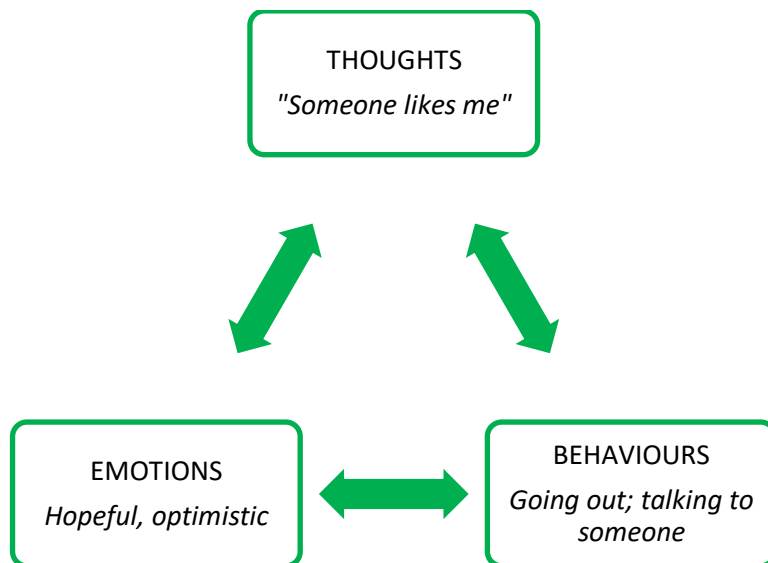 THOUGHTS
"Someone likes me"
EMOTIONS
Hopeful, optimistic
BEHAVIOURS
Going out; talking to
someone